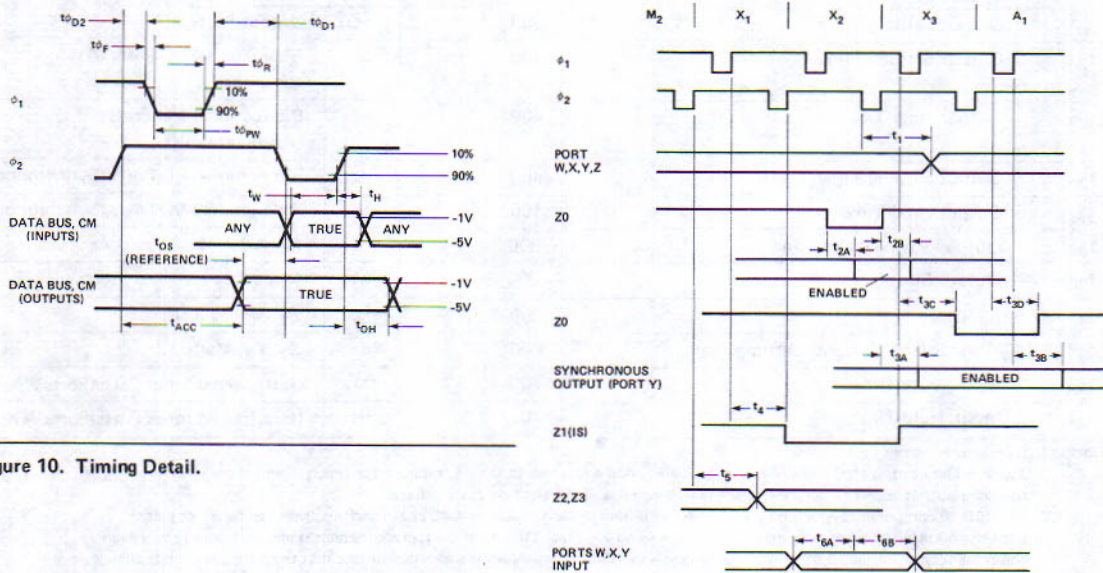 tφD2
tφD1
tφF
tφR
φ1
10%
90%
tφPW
φ2
10%
90%
tW
tH
DATA BUS, CM
(INPUTS)
ANY
TRUE
ANY
-1V
-5V
tOS
(REFERENCE)
DATA BUS, CM
(OUTPUTS)
TRUE
-1V
-5V
tACC
tOH
gure 10. Timing Detail.
M2
X1
X2
X3
A1
φ1
φ2
t1
PORT
W,X,Y,Z
Z0
t2A
t2B
ENABLED
t3C
t3D
Z0
t3A
t3B
SYNCHRONOUS
OUTPUT (PORT Y)
ENABLED
t4
Z1(IS)
t5
Z2,Z3
PORTS W,X,Y
INPUT
t6A
t6B